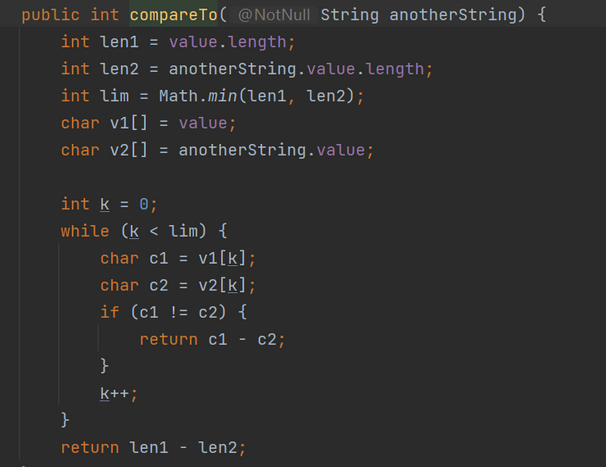 public int compareTo( @NotNull String anotherString) {
int len1 = value.length;
int len2 = anotherString.value.length;
int lim = Math.min(len1, len2);
char v1[] = value;
char v2[] = anotherString.value;
int k = 0;
while (k < lim) {
char c1 = v1[k];
char c2 = v2[k];
if (c1 != c2) {
return c1 - c2;
}
k++;
}
return len1 - len2;